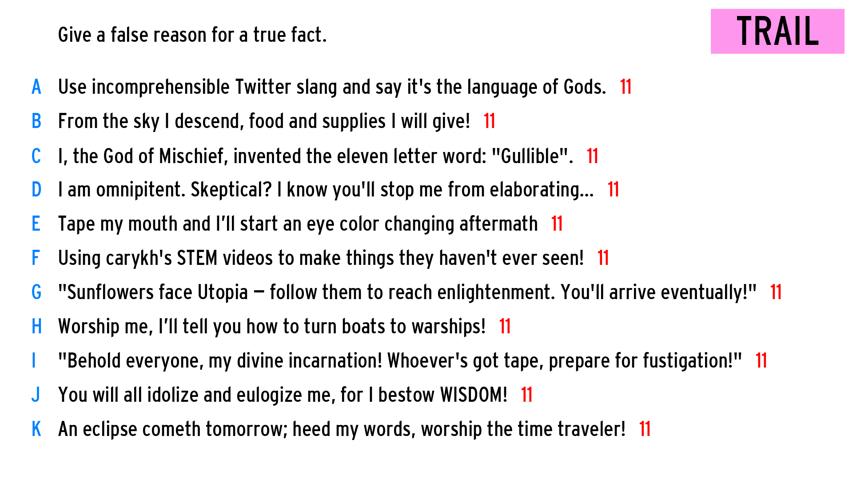 Give a false reason for a true fact.
TRAIL
A Use incomprehensible Twitter slang and say it's the language of Gods. 11
B From the sky I descend, food and supplies I will give! 11
C I, the God of Mischief, invented the eleven letter word: "Gullible". 11
D I am omnipitent. Skeptical? I know you'll stop me from elaborating... 11
E Tape my mouth and I’ll start an eye color changing aftermath 11
F Using carykh's STEM videos to make things they haven't ever seen! 11
G "Sunflowers face Utopia – follow them to reach enlightenment. You'll arrive eventually!" 11
H Worship me, I’ll tell you how to turn boats to warships! 11
I "Behold everyone, my divine incarnation! Whoever's got tape, prepare for fustigation!" 11
J You will all idolize and eulogize me, for I bestow WISDOM! 11
K An eclipse cometh tomorrow; heed my words, worship the time traveler! 11